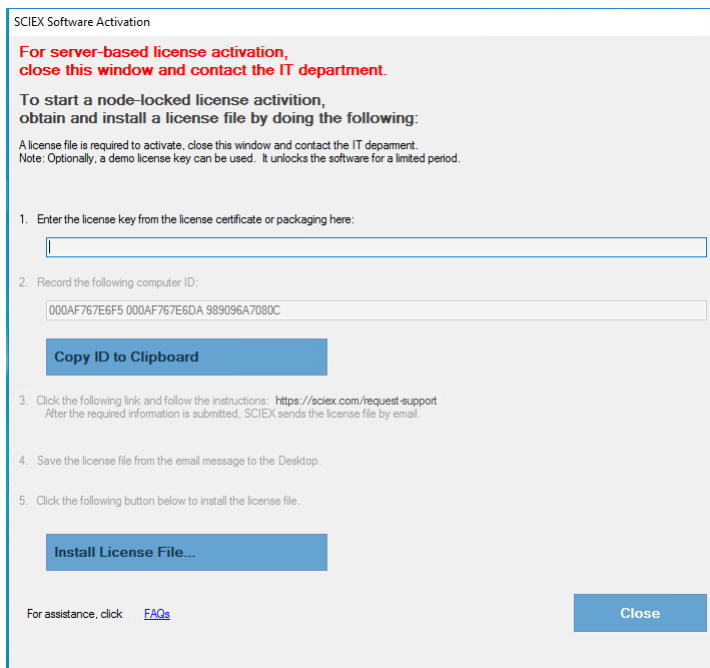 SCIEX Software Activation
For server-based license activation,
close this window and contact the IT department.
To start a node-locked license activition,
obtain and install a license file by doing the following:
A license file is required to activate, close this window and contact the IT deparment.
Note: Optionally, a demo license key can be used. It unlocks the software for a limited period.
1. Enter the license key from the license certificate or packaging here:
2. Record the following computer ID:
000AF767E6F5 000AF767E6DA 989096A7080C
Copy ID to Clipboard
3. Click the following link and follow the instructions: https://sciex.com/request-support
After the required information is submitted, SCIEX sends the license file by email.
4. Save the license file from the email message to the Desktop.
5. Click the following button below to install the license file.
Install License File...
For assistance, click FAQs
Close